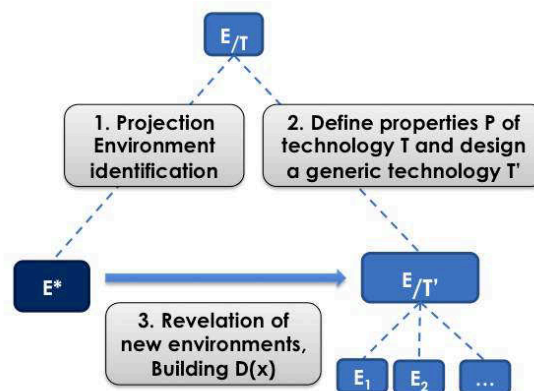 E/T
1. Projection
Environment
identification
2. Define properties P of
technology T and design
a generic technology T’
E*
E/T’
3. Revelation of
new environments,
Building D(x)
E1
E2
...